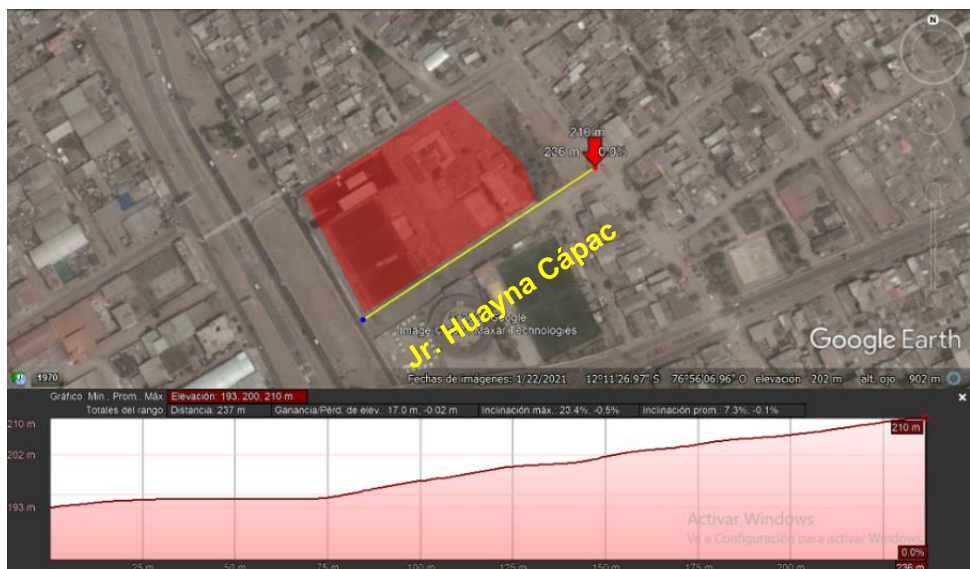 N
210 m
236 m 0.0%
Jr. Huayna Cápac
Google
Image © Maxar Technologies
Google Earth
1970
Fechas de imágenes: 1/22/2021 12°11'26.97" S 76°56'06.96" O elevación 202 m alt. ojo 902 m
Gráfico Mín., Prom., Máx. Elevación: 193, 200, 210 m
Totales del rango: Distancia: 237 m Ganancia/Pérd. de elev.: 17.0 m, -0.02 m Inclinación máx.: 23.4%, -0.5% Inclinación prom.: 7.3%, -0.1%
210 m
210 m
202 m
193 m
Activar Windows
Ve a Configuración para activar Windows.
0.0%
25 m 50 m 75 m 100 m 125 m 150 m 175 m 200 m 236 m